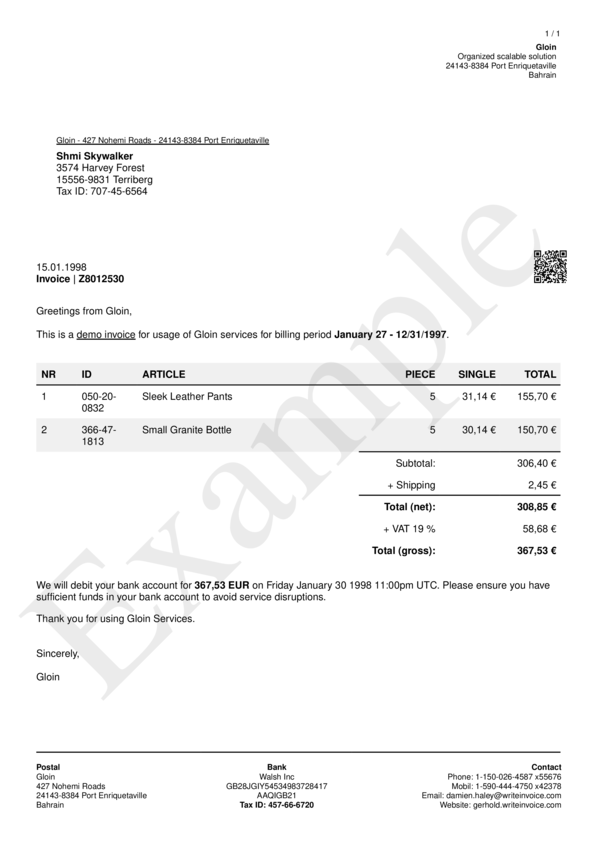 1 / 1
Gloin
Organized scalable solution
24143-8384 Port Enriquetaville
Bahrain
Gloin - 427 Nohemi Roads - 24143-8384 Port Enriquetaville
Shmi Skywalker
3574 Harvey Forest
15556-9831 Terriberg
Tax ID: 707-45-6564
15.01.1998
Invoice | Z8012530
Greetings from Gloin,
This is a demo invoice for usage of Gloin services for billing period January 27 - 12/31/1997.
NR ID ARTICLE PIECE SINGLE TOTAL
1 050-20- Sleek Leather Pants 5 31,14 € 155,70 €
0832
2 366-47- Small Granite Bottle 5 30,14 € 150,70 €
1813
Subtotal: 306,40 €
+ Shipping 2,45 €
Total (net): 308,85 €
+ VAT 19 % 58,68 €
Total (gross): 367,53 €
We will debit your bank account for 367,53 EUR on Friday January 30 1998 11:00pm UTC. Please ensure you have
sufficient funds in your bank account to avoid service disruptions.
Thank you for using Gloin Services.
Sincerely,
Gloin
Example
Postal
Gloin
427 Nohemi Roads
24143-8384 Port Enriquetaville
Bahrain
Bank
Walsh Inc
GB28JGIY54534983728417
AAQIGB21
Tax ID: 457-66-6720
Contact
Phone: 1-150-026-4587 x55676
Mobil: 1-590-444-4750 x42378
Email: damien.haley@writeinvoice.com
Website: gerhold.writeinvoice.com